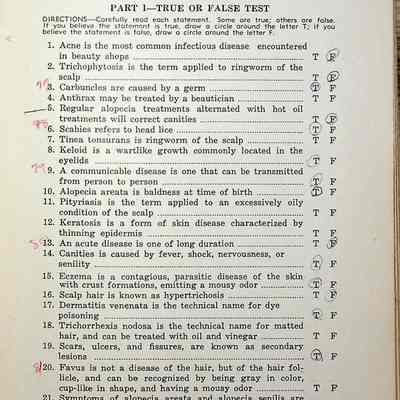 PART I—TRUE OR FALSE TEST
DIRECTIONS—Carefully read each statement. Some are true; others are false.
If you believe the statement is true, draw a circle around the letter T; if you
believe the statement is false, draw a circle around the letter F.
1. Acne is the most common infectious disease encountered
in beauty shops T F
2. Trichophytosis is the term applied to ringworm of the
scalp T F
3. Carbuncles are caused by a germ T F
4. Anthrax may be treated by a beautician T F
5. Regular alopecia treatments alternated with hot oil
treatments will correct canities T F
6. Scabies refers to head lice T F
7. Tinea tonsurans is ringworm of the scalp T F
8. Keloid is a wartlike growth commonly located in the
eyelids T F
9. A communicable disease is one that can be transmitted
from person to person T F
10. Alopecia areata is baldness at time of birth T F
11. Pityriasis is the term applied to an excessively oily
condition of the scalp T F
12. Keratosis is a form of skin disease characterized by
thinning epidermis T F
13. An acute disease is one of long duration T F
14. Canities is caused by fever, shock, nervousness, or
senility T F
15. Eczema is a contagious, parasitic disease of the skin
with crust formations, emitting a mousy odor T F
16. Scalp hair is known as hypertrichosis T F
17. Dermatitis venenata is the technical name for dye
poisoning T F
18. Trichorrhexis nodosa is the technical name for matted
hair, and can be treated with oil and vinegar T F
19. Scars, ulcers, and fissures, are known as secondary
lesions T F
20. Favus is not a disease of the hair, but of the hair fol-
licle, and can be recognized by being gray in color,
cup-like in shape, and having a mousy odor T F
21. Symptoms of alopecia areata and alopecia senilis are